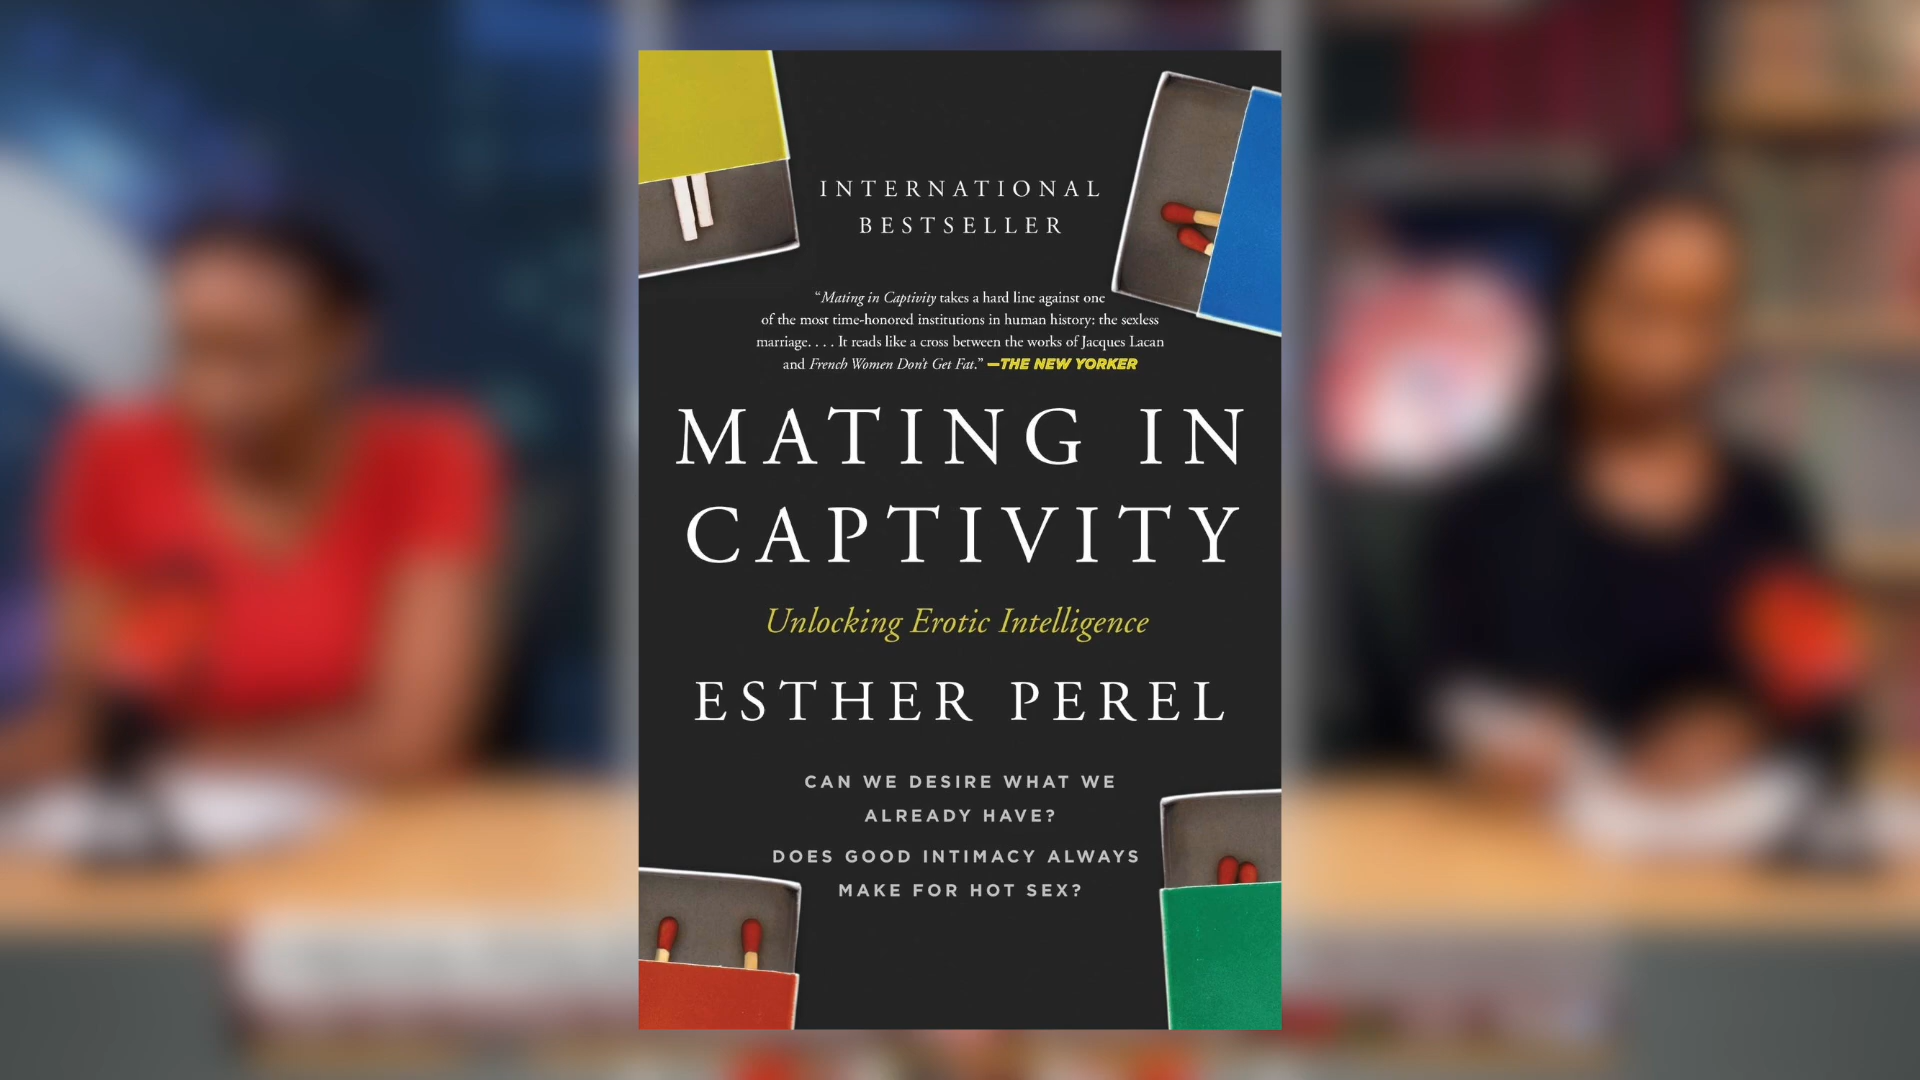 INTERNATIONAL
BESTSELLER
“Mating in Captivity takes a hard line against one
of the most time-honored institutions in human history: the sexless
marriage. . . . It reads like a cross between the works of Jacques Lacan
and French Women Don’t Get Fat.” —THE NEW YORKER
MATING IN
CAPTIVITY
Unlocking Erotic Intelligence
ESTHER PEREL
CAN WE DESIRE WHAT WE
ALREADY HAVE?
DOES GOOD INTIMACY ALWAYS
MAKE FOR HOT SEX?